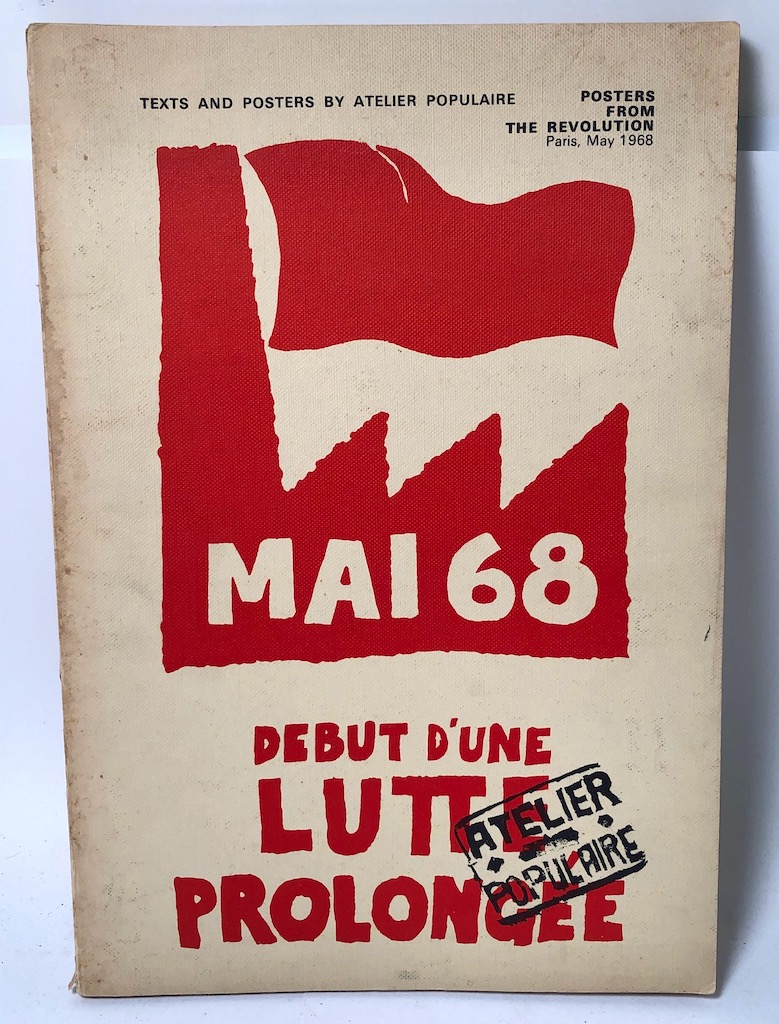 TEXTS AND POSTERS BY ATELIER POPULAIRE
POSTERS
FROM
THE REVOLUTION
Paris, May 1968
MAI 68
DEBUT D'UNE
LUTTE
PROLONGEE
ATELIER
POPULAIRE